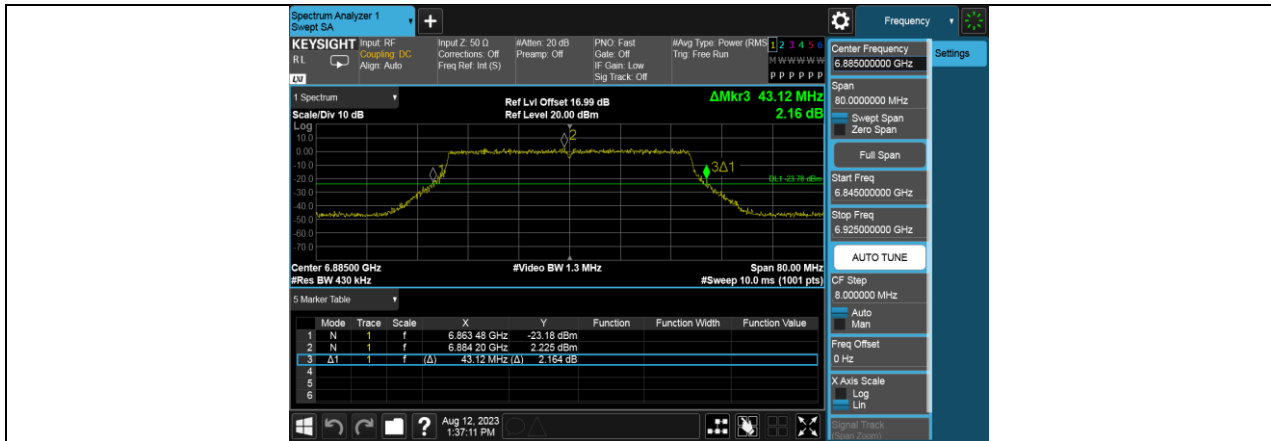 Spectrum Analyzer 1
Swept SA
Frequency
KEYSIGHT
RL
LXI
Input: RF
Coupling: DC
Align: Auto
Input Z: 50 Ω
Corrections: Off
Freq Ref: Int (S)
#Atten: 20 dB
Preamp: Off
PNO: Fast
Gate: Off
IF Gain: Low
Sig Track: Off
#Avg Type: Power (RMS
Trig: Free Run
1 2 3 4 5 6
M W W W W W
P P P P P P
1 Spectrum
Scale/Div 10 dB
Ref Lvl Offset 16.99 dB
Ref Level 20.00 dBm
ΔMkr3 43.12 MHz
2.16 dB
Log
10.0
0.00
-10.0
-20.0
-30.0
-40.0
-50.0
-60.0
-70.0
1
2
3Δ1
DL1 -23.78 dBm
Center 6.88500 GHz
#Res BW 430 kHz
#Video BW 1.3 MHz
Span 80.00 MHz
#Sweep 10.0 ms (1001 pts)
5 Marker Table
Mode Trace Scale X Y Function Function Width Function Value
1 N 1 f 6.863 48 GHz -23.18 dBm
2 N 1 f 6.884 20 GHz 2.225 dBm
3 Δ1 1 f (Δ) 43.12 MHz (Δ) 2.164 dB
4
5
6
Aug 12, 2023
1:37:11 PM
Center Frequency
6.885000000 GHz
Settings
Span
80.0000000 MHz
Swept Span
Zero Span
Full Span
Start Freq
6.845000000 GHz
Stop Freq
6.925000000 GHz
AUTO TUNE
CF Step
8.000000 MHz
Auto
Man
Freq Offset
0 Hz
X Axis Scale
Log
Lin
Signal Track
(Span Zoom)